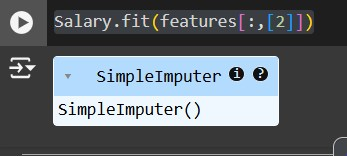 Salary.fit(features[:,[2]])
SimpleImputer i ?
SimpleImputer()